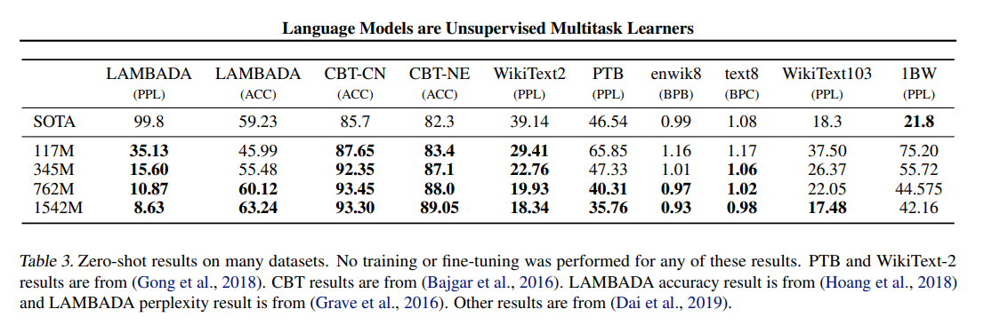 Language Models are Unsupervised Multitask Learners
LAMBADA LAMBADA CBT-CN CBT-NE WikiText2 PTB enwik8 text8 WikiText103 1BW
(PPL) (ACC) (ACC) (ACC) (PPL) (PPL) (BPB) (BPC) (PPL) (PPL)
SOTA 99.8 59.23 85.7 82.3 39.14 46.54 0.99 1.08 18.3 21.8
117M 35.13 45.99 87.65 83.4 29.41 65.85 1.16 1.17 37.50 75.20
345M 15.60 55.48 92.35 87.1 22.76 47.33 1.01 1.06 26.37 55.72
762M 10.87 60.12 93.45 88.0 19.93 40.31 0.97 1.02 22.05 44.575
1542M 8.63 63.24 93.30 89.05 18.34 35.76 0.93 0.98 17.48 42.16
Table 3. Zero-shot results on many datasets. No training or fine-tuning was performed for any of these results. PTB and WikiText-2
results are from (Gong et al., 2018). CBT results are from (Bajgar et al., 2016). LAMBADA accuracy result is from (Hoang et al., 2018)
and LAMBADA perplexity result is from (Grave et al., 2016). Other results are from (Dai et al., 2019).